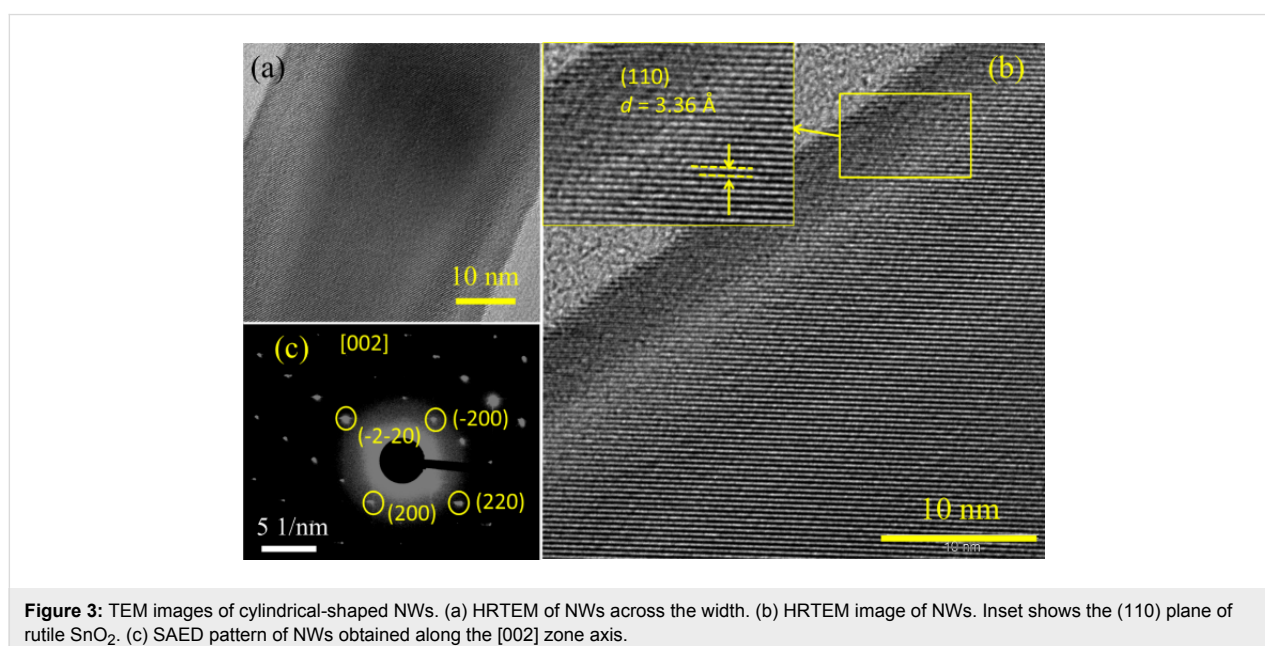 (a)
10 nm
(b)
(110)
d = 3.36 Å
10 nm
10 nm
(c)
[002]
(-200)
(-2-20)
(200)
(220)
5 1/nm
Figure 3: TEM images of cylindrical-shaped NWs. (a) HRTEM of NWs across the width. (b) HRTEM image of NWs. Inset shows the (110) plane of
rutile SnO2. (c) SAED pattern of NWs obtained along the [002] zone axis.